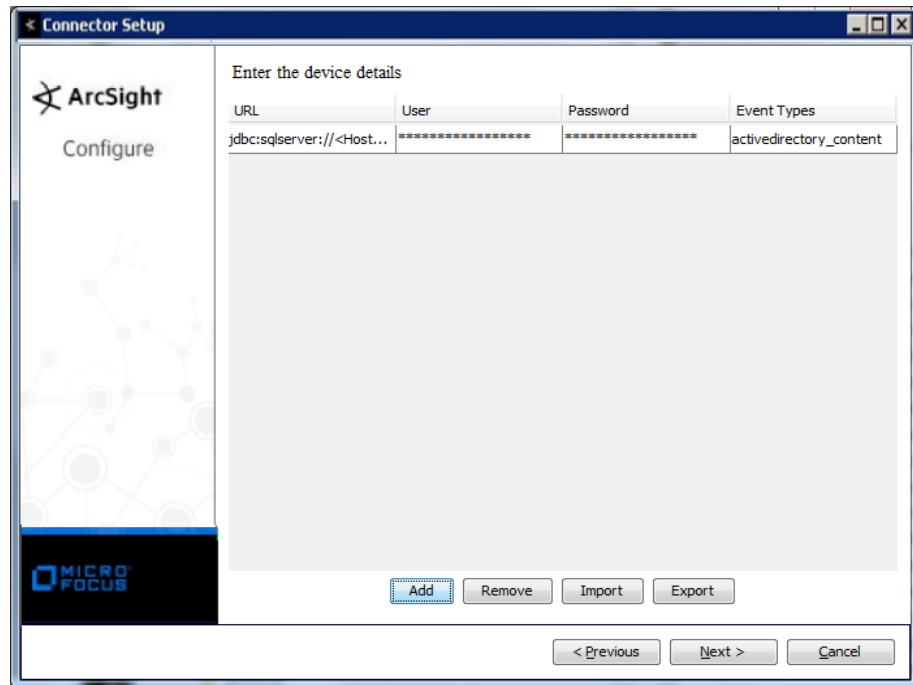 Connector Setup
ArcSight
Configure
Enter the device details
URL User Password Event Types
jdbc:sqlserver://<Host... ***************** ***************** activedirectory_content
MICRO FOCUS
Add Remove Import Export
< Previous Next > Cancel